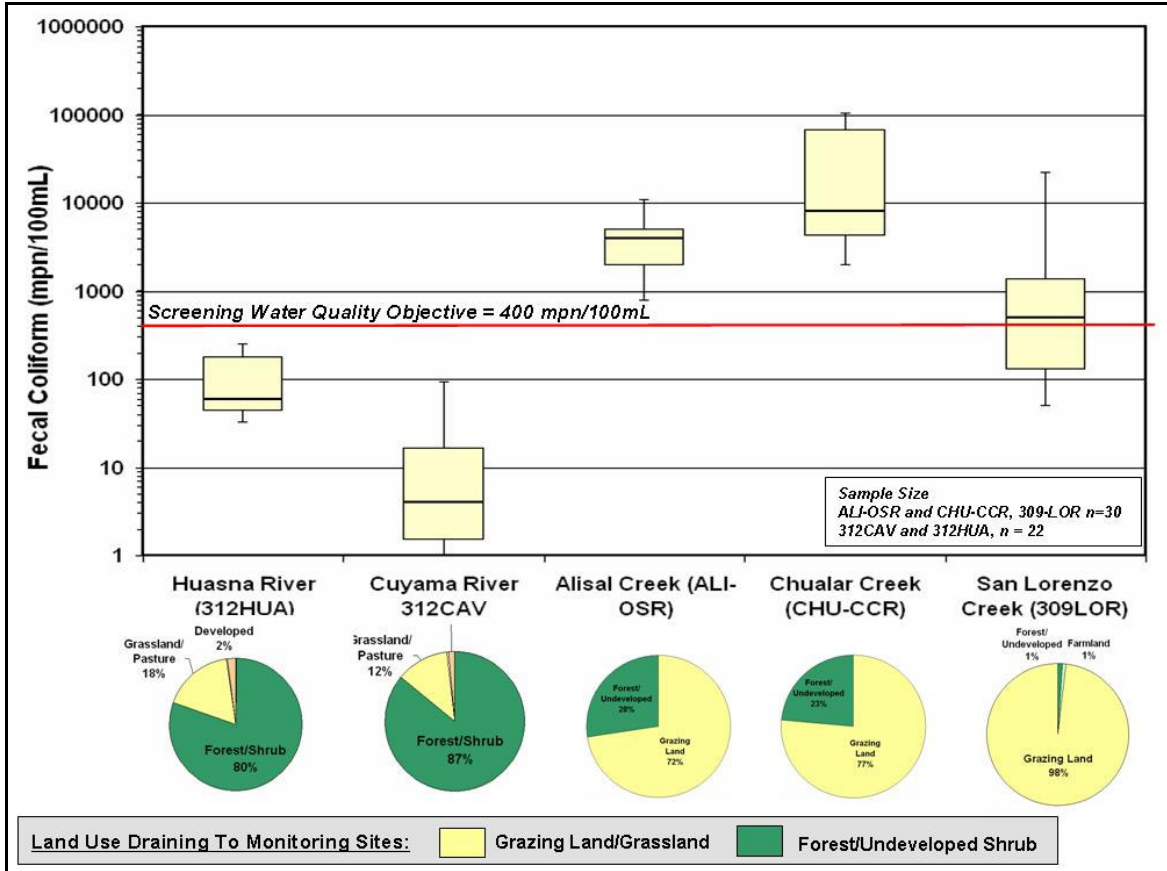 1000000
100000
10000
1000
100
10
1
Fecal Coliform (mpn/100mL)
Screening Water Quality Objective = 400 mpn/100mL
Sample Size
ALI-OSR and CHU-CCR, 309-LOR n=30
312CAV and 312HUA, n = 22
Huasna River
(312HUA)
Cuyama River
312CAV
Alisal Creek (ALI-
OSR)
Chualar Creek
(CHU-CCR)
San Lorenzo
Creek (309LOR)
Developed
2%
Grassland/
Pasture
18%
Forest/Shrub
80%
Grassland/
Pasture
12%
Forest/Shrub
87%
Forest/
Undeveloped
28%
Grazing
Land
72%
Forest/
Undeveloped
23%
Grazing
Land
77%
Forest/
Undeveloped
1%
Farmland
1%
Grazing Land
98%
Land Use Draining To Monitoring Sites:
Grazing Land/Grassland
Forest/Undeveloped Shrub